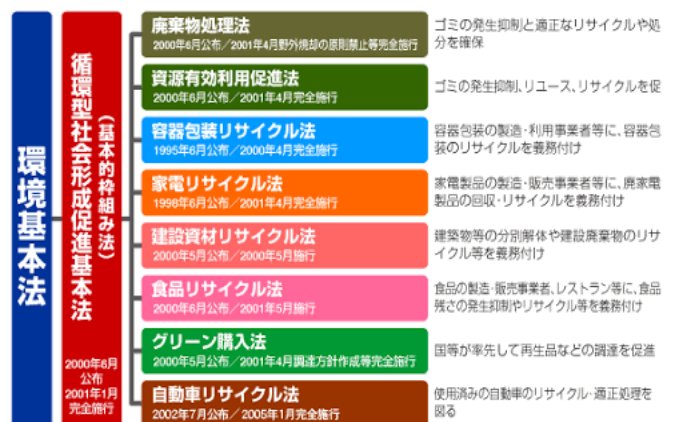 環境基本法
循環型社会形成促進基本法
(基本的枠組み法)
2000年6月
公布
2001年1月
完全施行
廃棄物処理法
2000年6月公布/2001年4月野外焼却の原則禁止等完全施行
ゴミの発生抑制と適正なリサイクルや処
分を確保
資源有効利用促進法
2000年6月公布/2001年4月完全施行
ゴミの発生抑制、リユース、リサイクルを促
容器包装リサイクル法
1995年6月公布/2000年4月完全施行
容器包装の製造・利用事業者等に、容器包
装のリサイクルを義務付け
家電リサイクル法
1998年6月公布/2001年4月完全施行
家電製品の製造・販売事業者等に、廃家電
製品の回収・リサイクルを義務付け
建設資材リサイクル法
2000年5月公布/2000年5月施行
建築物等の分別解体や建設廃棄物のリサ
イクル等を義務付け
食品リサイクル法
2000年6月公布/2001年5月施行
食品の製造・販売事業者、レストラン等に、食品
残さの発生抑制やリサイクル等を義務付け
グリーン購入法
2000年5月公布/2001年4月調達方針作成等完全施行
国等が率先して再生品などの調達を促進
自動車リサイクル法
2002年7月公布/2005年1月完全施行
使用済みの自動車のリサイクル・適正処理を
図る